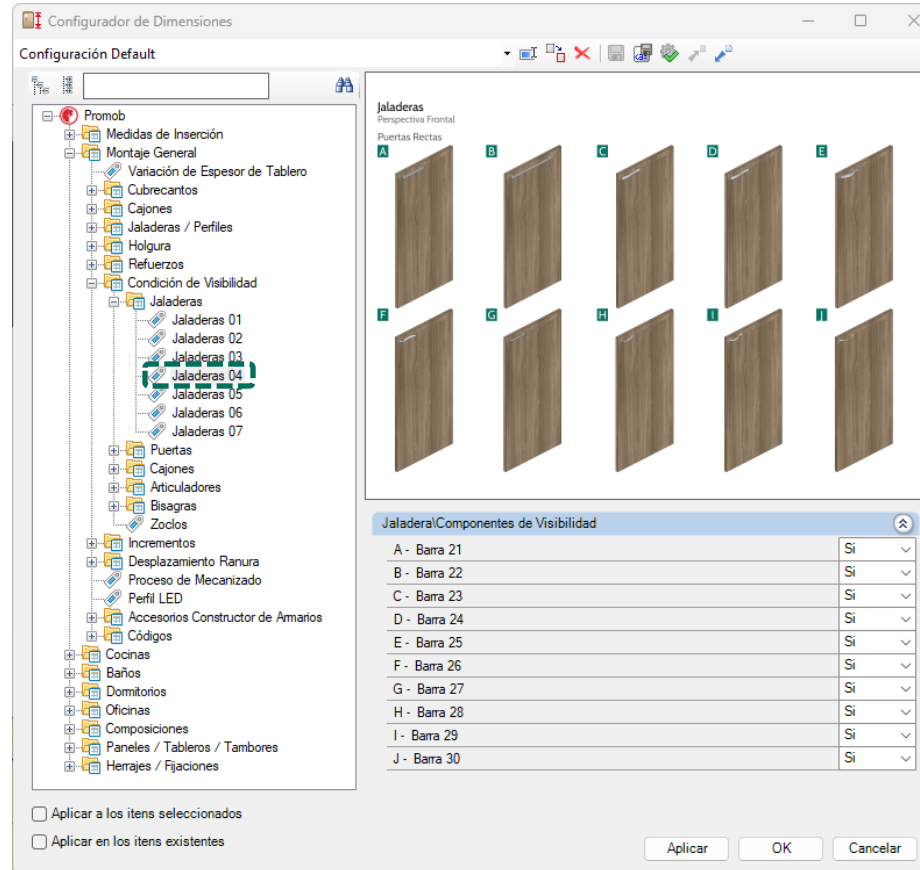 Configurador de Dimensiones
Configuración Default
Promob
Medidas de Inserción
Montaje General
Variación de Espesor de Tablero
Cubrecantos
Cajones
Jaladeras / Perfiles
Holgura
Refuerzos
Condición de Visibilidad
Jaladeras
Jaladeras 01
Jaladeras 02
Jaladeras 03
Jaladeras 04
Jaladeras 05
Jaladeras 06
Jaladeras 07
Puertas
Cajones
Articuladores
Bisagras
Zoclos
Incrementos
Desplazamiento Ranura
Proceso de Mecanizado
Perfil LED
Accesorios Constructor de Armarios
Códigos
Cocinas
Baños
Dormitorios
Oficinas
Composiciones
Paneles / Tableros / Tambores
Herrajes / Fijaciones
Jaladeras
Perspectiva Frontal
Puertas Rectas
A B C D E
F G H I J
Jaladera\Componentes de Visibilidad
A - Barra 21 Si
B - Barra 22 Si
C - Barra 23 Si
D - Barra 24 Si
E - Barra 25 Si
F - Barra 26 Si
G - Barra 27 Si
H - Barra 28 Si
I - Barra 29 Si
J - Barra 30 Si
Aplicar a los itens seleccionados
Aplicar en los itens existentes
Aplicar OK Cancelar